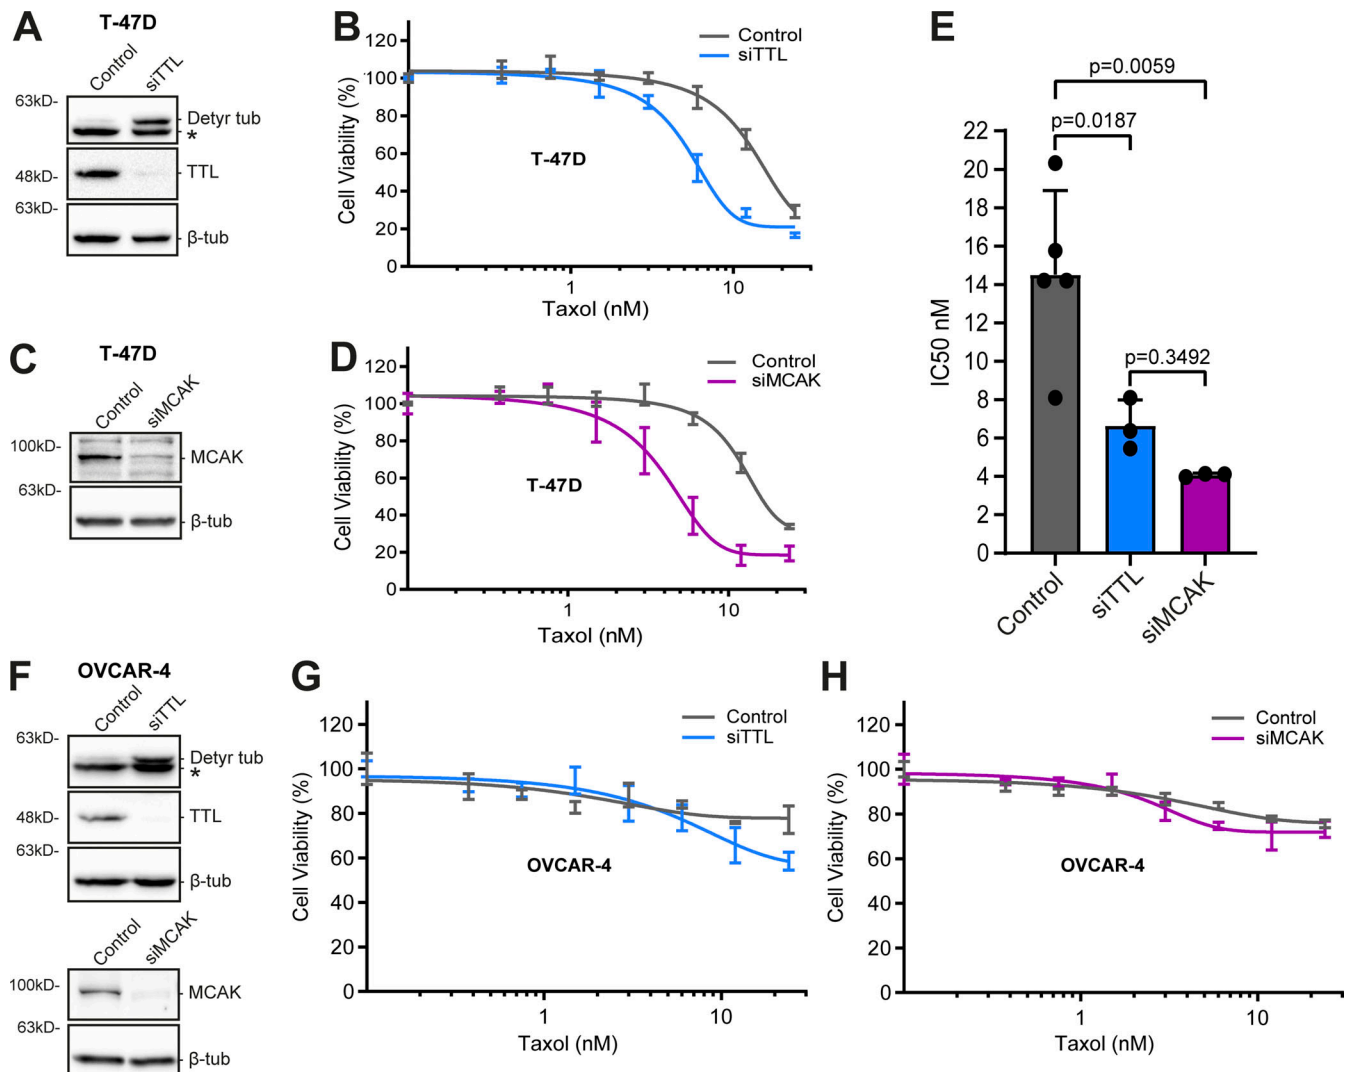 A
T-47D
Control
siTTL
63kD-
Detyr tub
*
48kD-
TTL
63kD-
β-tub
B
120
100
80
60
40
20
0
1
10
Cell Viability (%)
Taxol (nM)
Control
siTTL
T-47D
C
T-47D
Control
siMCAK
100kD-
MCAK
63kD-
β-tub
D
120
100
80
60
40
20
0
1
10
Cell Viability (%)
Taxol (nM)
Control
siMCAK
T-47D
E
p=0.0059
p=0.0187
p=0.3492
22
20
18
16
14
12
10
8
6
4
2
0
IC50 nM
Control
siTTL
siMCAK
F
OVCAR-4
Control
siTTL
63kD-
Detyr tub
*
48kD-
TTL
63kD-
β-tub
Control
siMCAK
100kD-
MCAK
63kD-
β-tub
G
120
100
80
60
40
20
0
1
10
Cell Viability (%)
Taxol (nM)
Control
siTTL
OVCAR-4
H
120
100
80
60
40
20
0
1
10
Cell Viability (%)
Taxol (nM)
Control
siMCAK
OVCAR-4